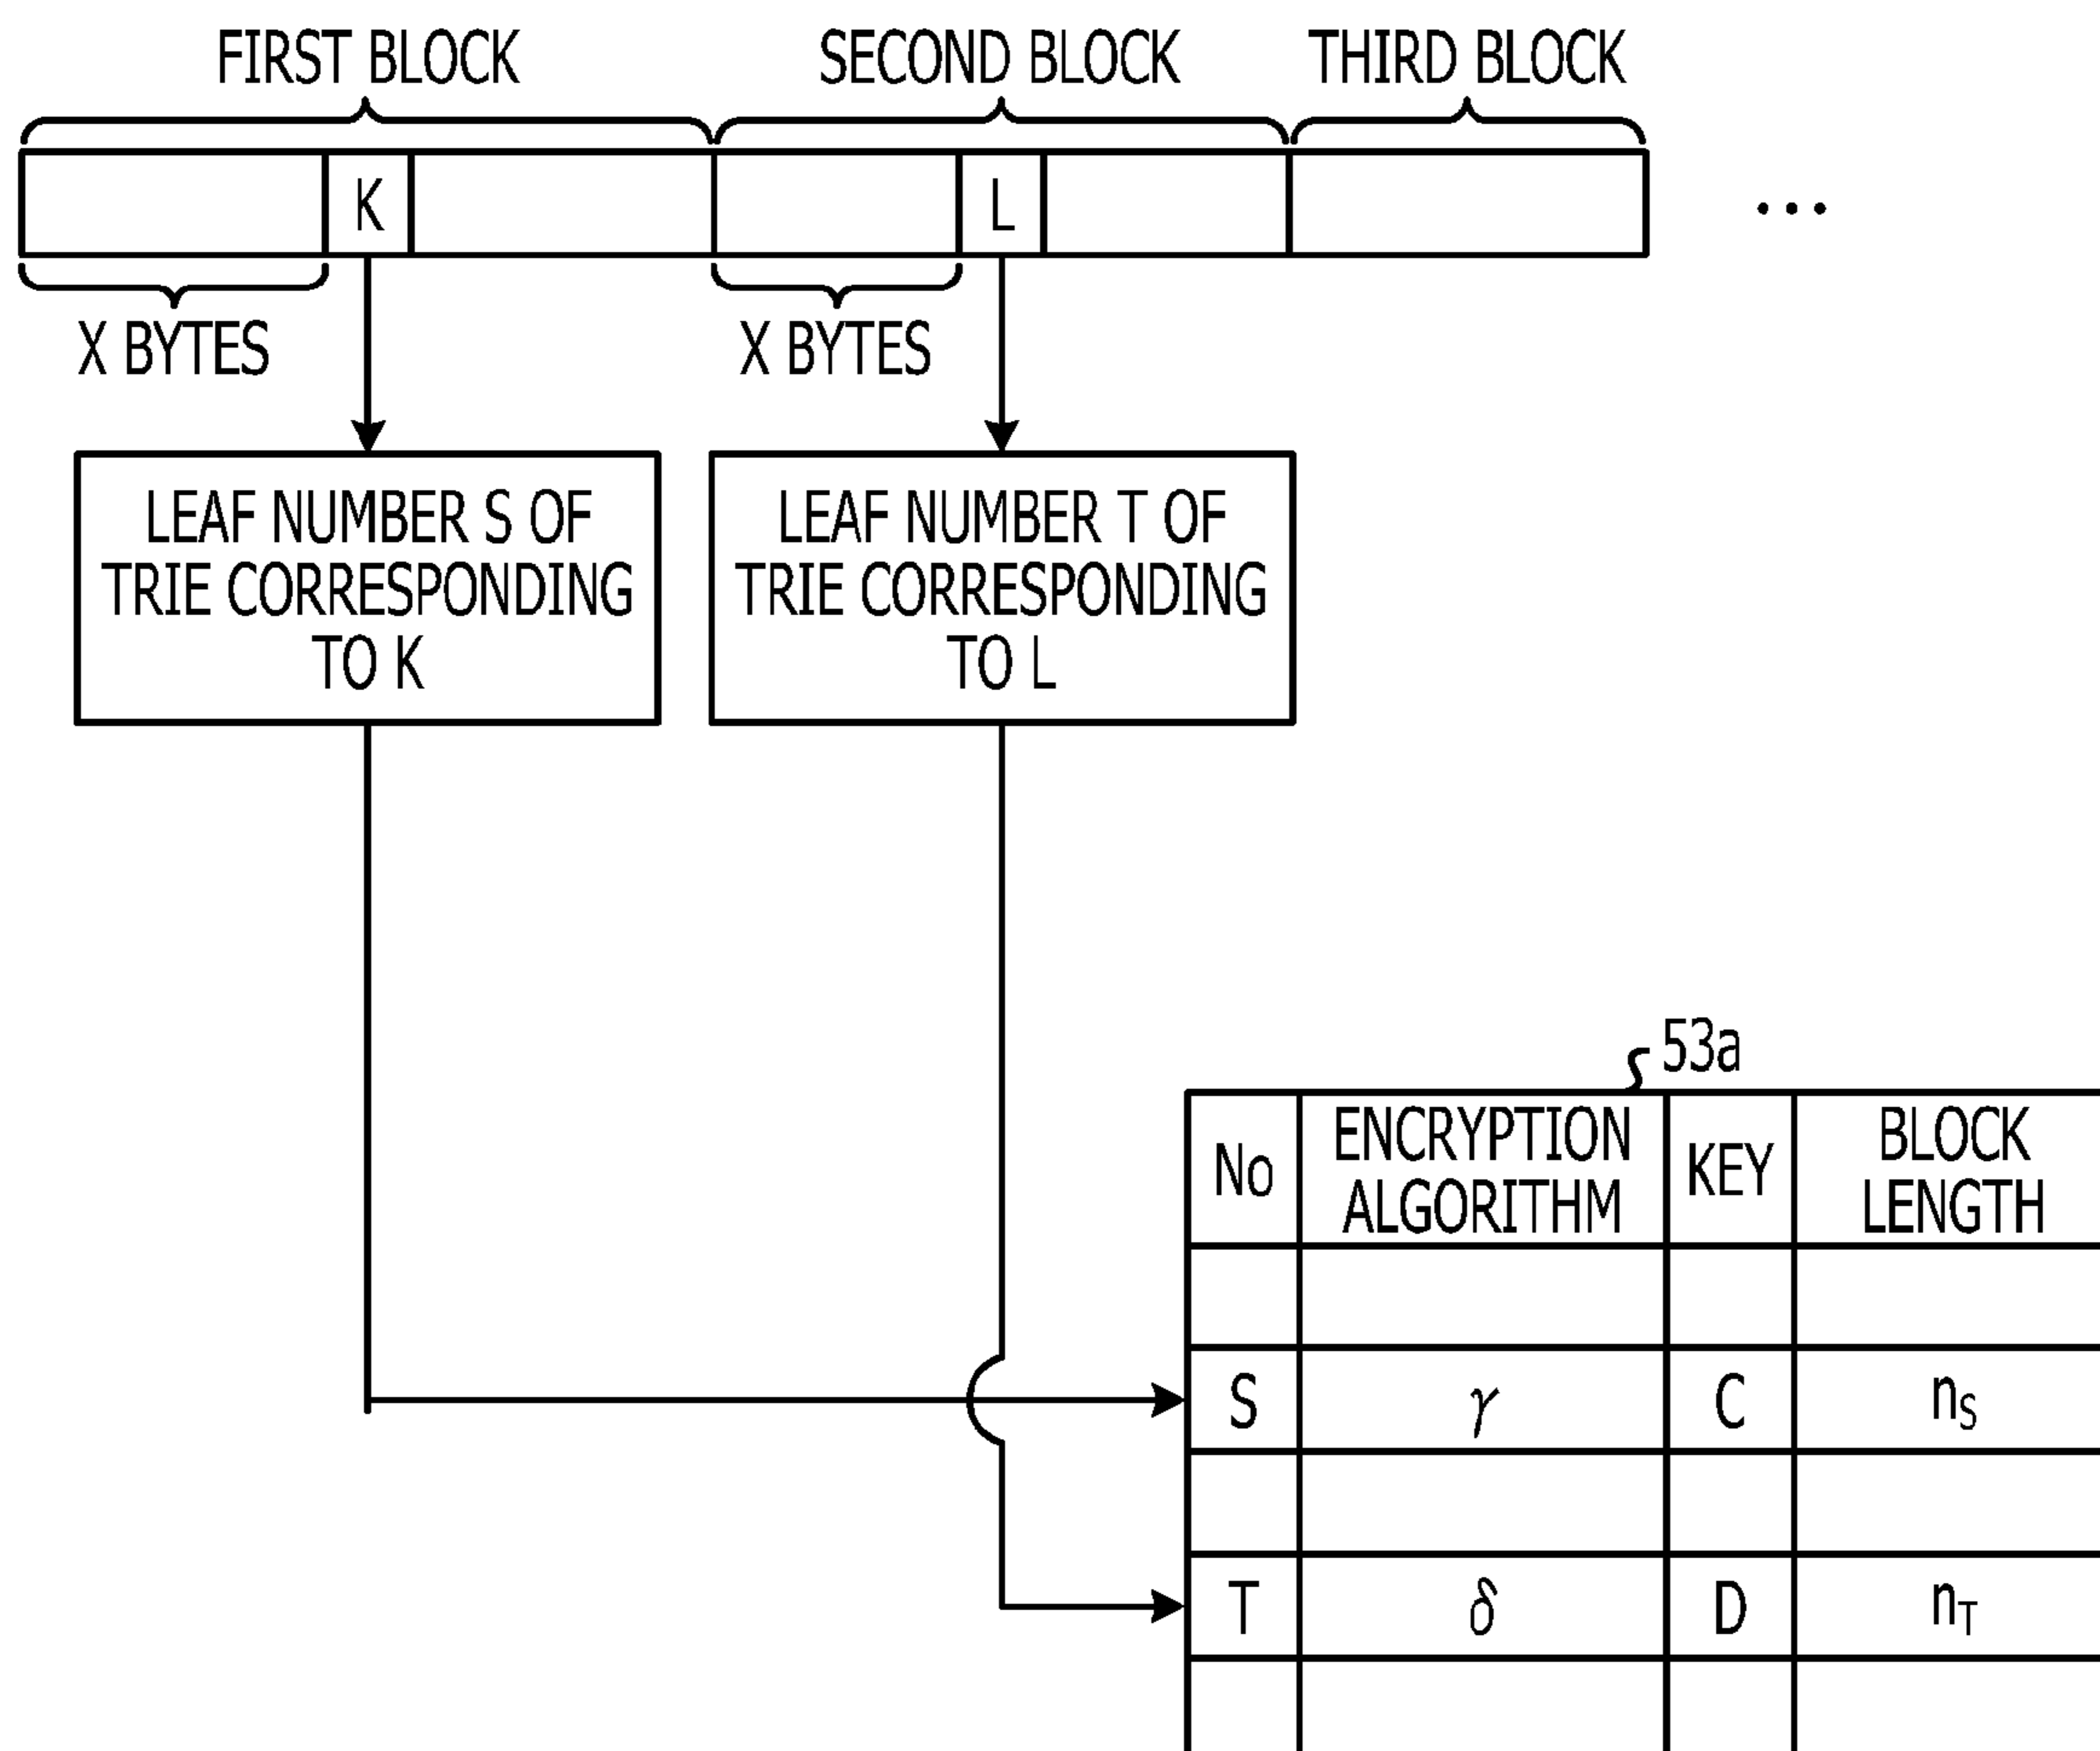 FIRST BLOCK SECOND BLOCK THIRD BLOCK
K L ...
X BYTES X BYTES
LEAF NUMBER S OF
TRIE CORRESPONDING
TO K
LEAF NUMBER T OF
TRIE CORRESPONDING
TO L
53a
No ENCRYPTION ALGORITHM KEY BLOCK LENGTH
S γ C nS
T δ D nT